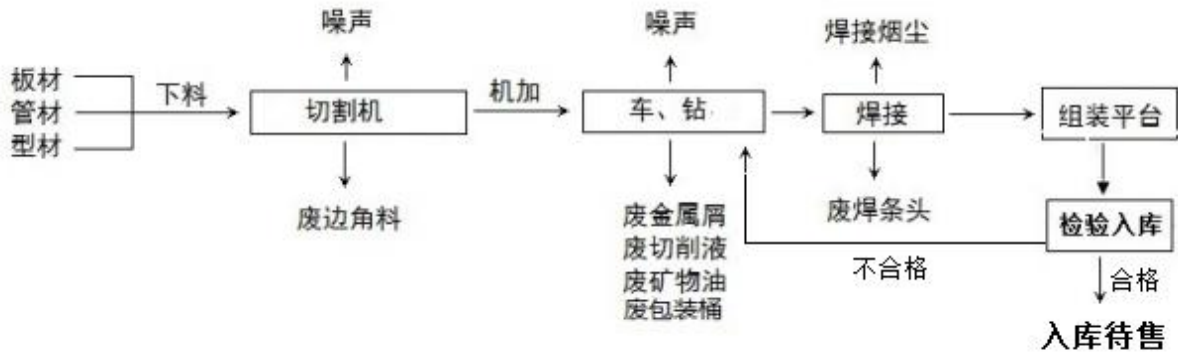 噪声
噪声
焊接烟尘
板材
管材
型材
下料
切割机
机加
车、钻
焊接
组装平台
废边角料
废金属屑
废切削液
废矿物油
废包装桶
废焊条头
检验入库
不合格
合格
入库待售